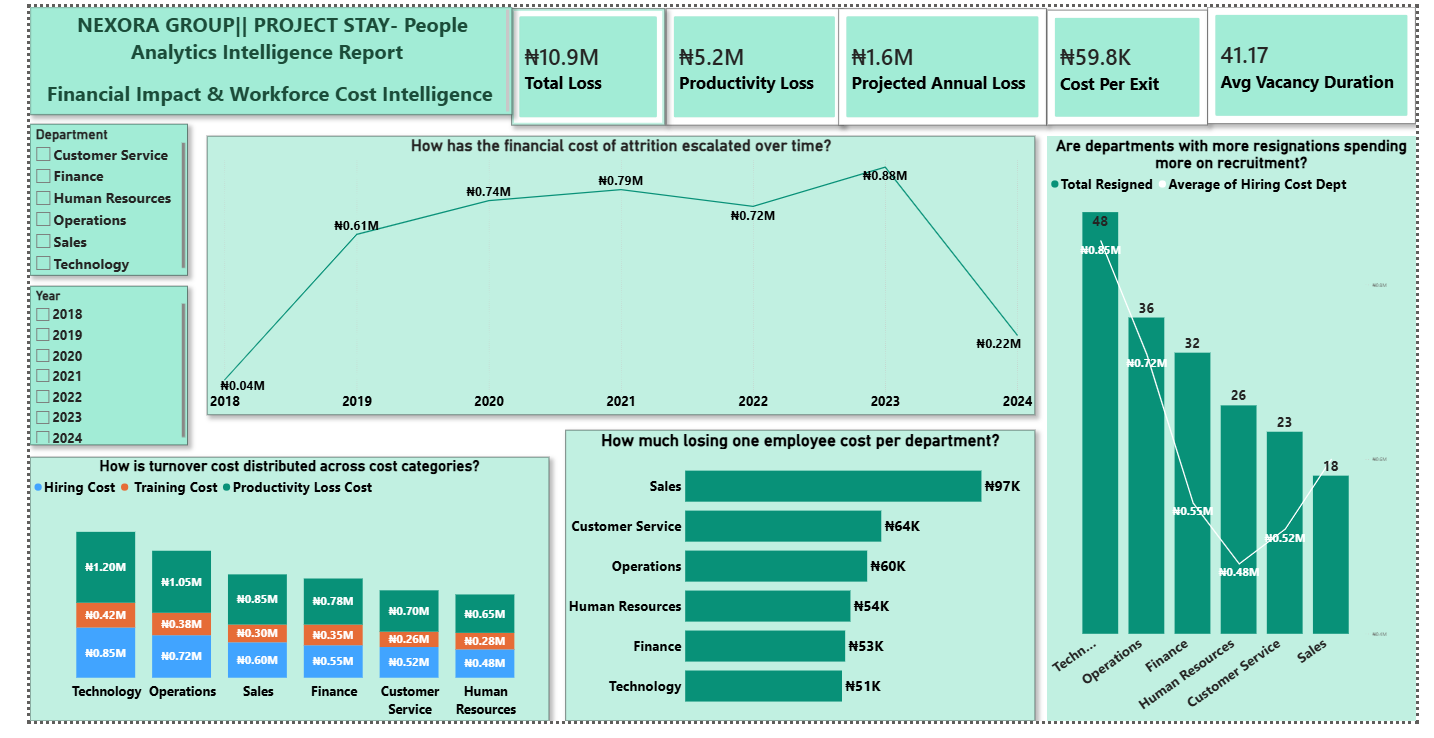 NEXORA GROUP|| PROJECT STAY- People
Analytics Intelligence Report
Financial Impact & Workforce Cost Intelligence
₦10.9M
Total Loss
₦5.2M
Productivity Loss
₦1.6M
Projected Annual Loss
₦59.8K
Cost Per Exit
41.17
Avg Vacancy Duration
Department
Customer Service
Finance
Human Resources
Operations
Sales
Technology
Year
2018
2019
2020
2021
2022
2023
2024
How has the financial cost of attrition escalated over time?
₦0.04M
₦0.61M
₦0.74M
₦0.79M
₦0.72M
₦0.88M
₦0.22M
2018 2019 2020 2021 2022 2023 2024
Are departments with more resignations spending
more on recruitment?
Total Resigned Average of Hiring Cost Dept
48
36
32
26
23
18
₦0.85M
₦0.72M
₦0.55M
₦0.48M
₦0.52M
Techn...
Operations
Finance
Human Resources
Customer Service
Sales
How is turnover cost distributed across cost categories?
Hiring Cost Training Cost Productivity Loss Cost
₦1.20M
₦0.42M
₦0.85M
₦1.05M
₦0.38M
₦0.72M
₦0.85M
₦0.30M
₦0.60M
₦0.78M
₦0.35M
₦0.55M
₦0.70M
₦0.26M
₦0.52M
₦0.65M
₦0.28M
₦0.48M
Technology
Operations
Sales
Finance
Customer
Service
Human
Resources
How much losing one employee cost per department?
Sales ₦97K
Customer Service ₦64K
Operations ₦60K
Human Resources ₦54K
Finance ₦53K
Technology ₦51K